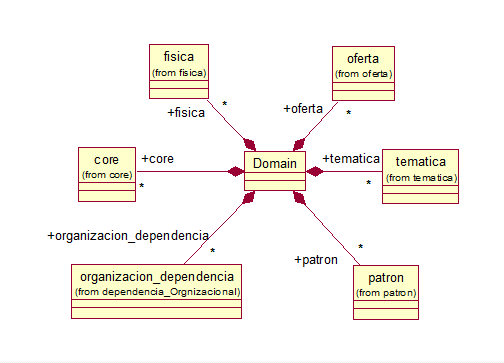 fisica
(from fisica)
oferta
(from oferta)
+fisica
*
+oferta
*
core
(from core)
+core
*
Domain
+tematica
*
tematica
(from tematica)
+organizacion_dependencia
*
+patron
*
organizacion_dependencia
(from dependencia_Orgnizacional)
patron
(from patron)